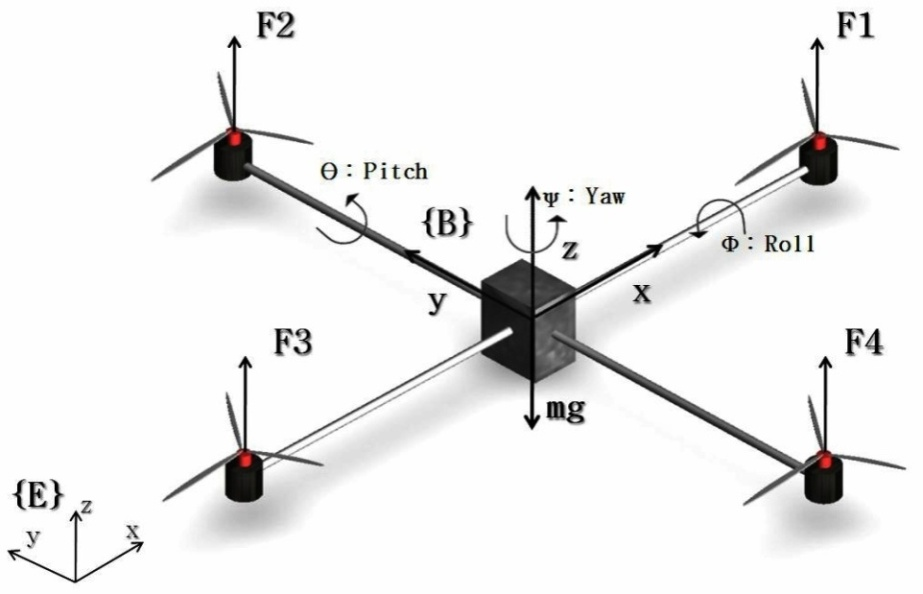 F2
F1
Θ：Pitch
Ψ：Yaw
{B}
z
Φ：Roll
y
x
F3
F4
mg
{E}
z
y
x